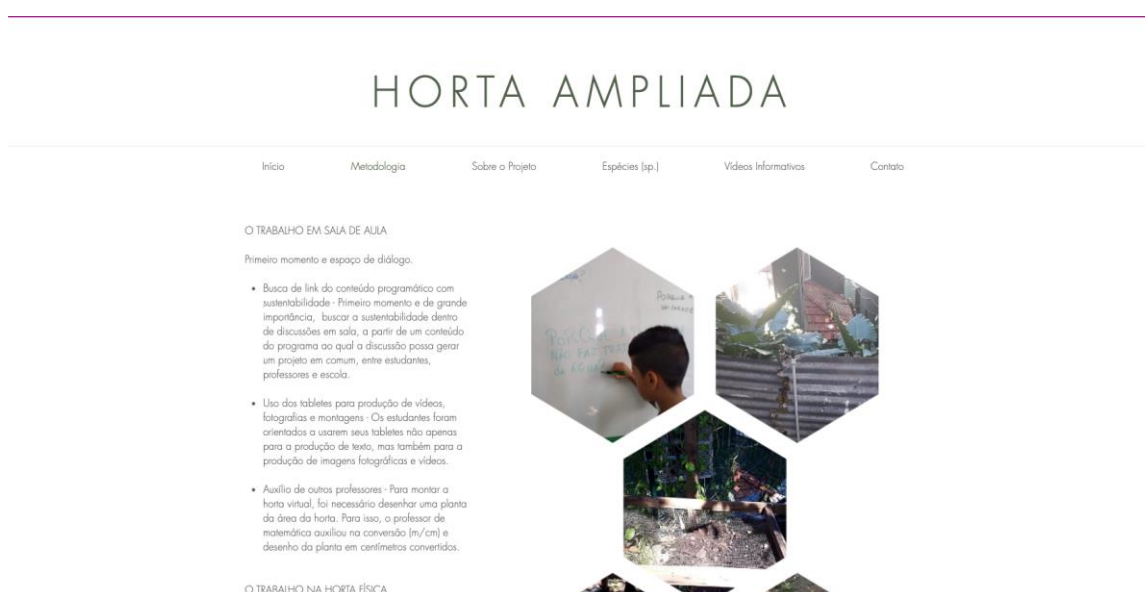 HORTA AMPLIADA
Início
Metodologia
Sobre o Projeto
Espécies (sp.)
Vídeos Informativos
Contato
O TRABALHO EM SALA DE AULA
Primeiro momento e espaço de diálogo.
• Busca de link do conteúdo programático com
sustentabilidade - Primeiro momento e de grande
importância, buscar a sustentabilidade dentro
de discussões em sala, a partir de um conteúdo
do programa ao qual a discussão possa gerar
um projeto em comum, entre estudantes,
professores e escola.
• Uso dos tabletes para produção de vídeos,
fotografias e montagens - Os estudantes foram
orientados a usarem seus tabletes não apenas
para a produção de texto, mas também para a
produção de imagens fotográficas e vídeos.
• Auxílio de outros professores - Para montar a
horta virtual, foi necessário desenhar uma planta
da área da horta. Para isso, o professor de
matemática auxiliou na conversão (m/cm) e
desenho da planta em centímetros convertidos.
O TRABALHO NA HORTA FÍSICA
NÃO FAZ